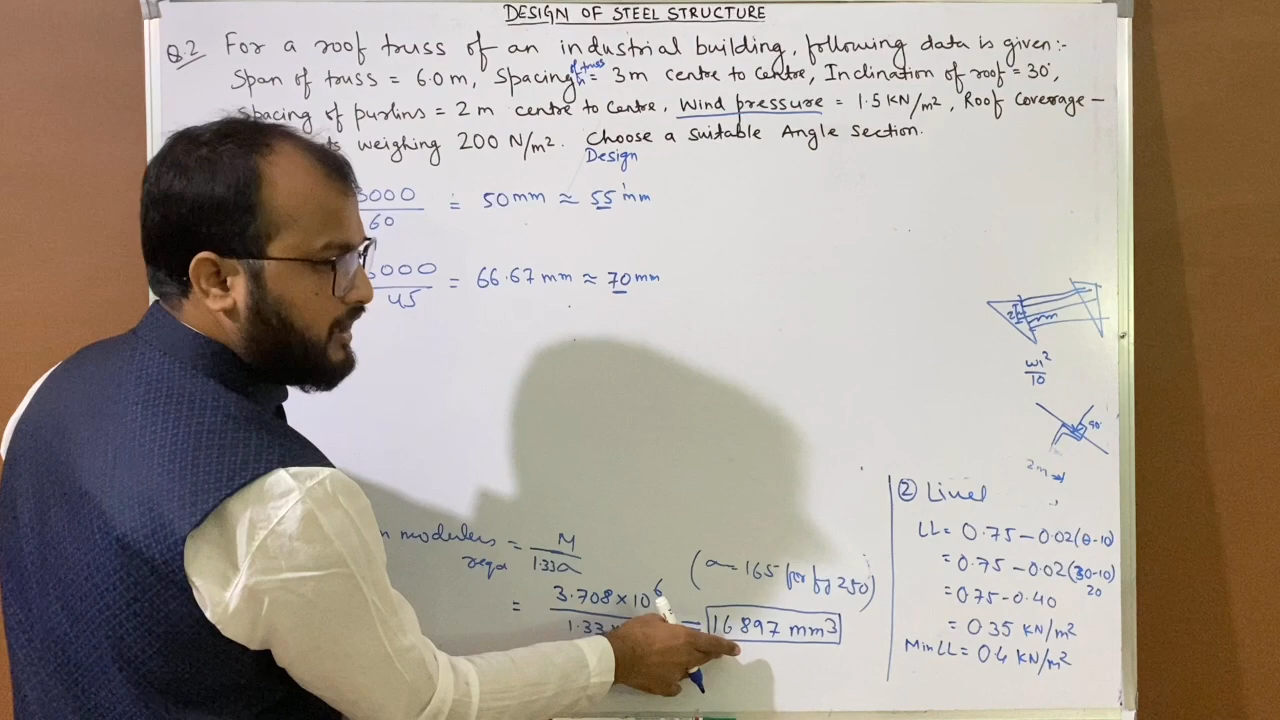 DESIGN OF STEEL STRUCTURE
Q.2 For a roof truss of an industrial building, following data is given:-
Span of truss = 6.0 m, Spacing of truss = 3m centre to centre, Inclination of roof = 30°,
Spacing of purlins = 2 m centre to centre, Wind pressure = 1.5 KN/m², Roof Coverage —
weighing 200 N/m². Choose a suitable Angle section.
Design
3000
60
= 50 mm ≈ 55 mm
3000
45
= 66.67 mm ≈ 70 mm
2m
wl²
10
90°
2m
modulus reqd = M
1.33σ
(σ = 165 for fy 250)
= 3.708 × 10⁶
1.33
= 16897 mm3
② Live
LL = 0.75 – 0.02(θ-10)
= 0.75 – 0.02(30-10)
20
= 0.75 – 0.40
= 0.35 KN/m²
Min LL = 0.4 KN/m²